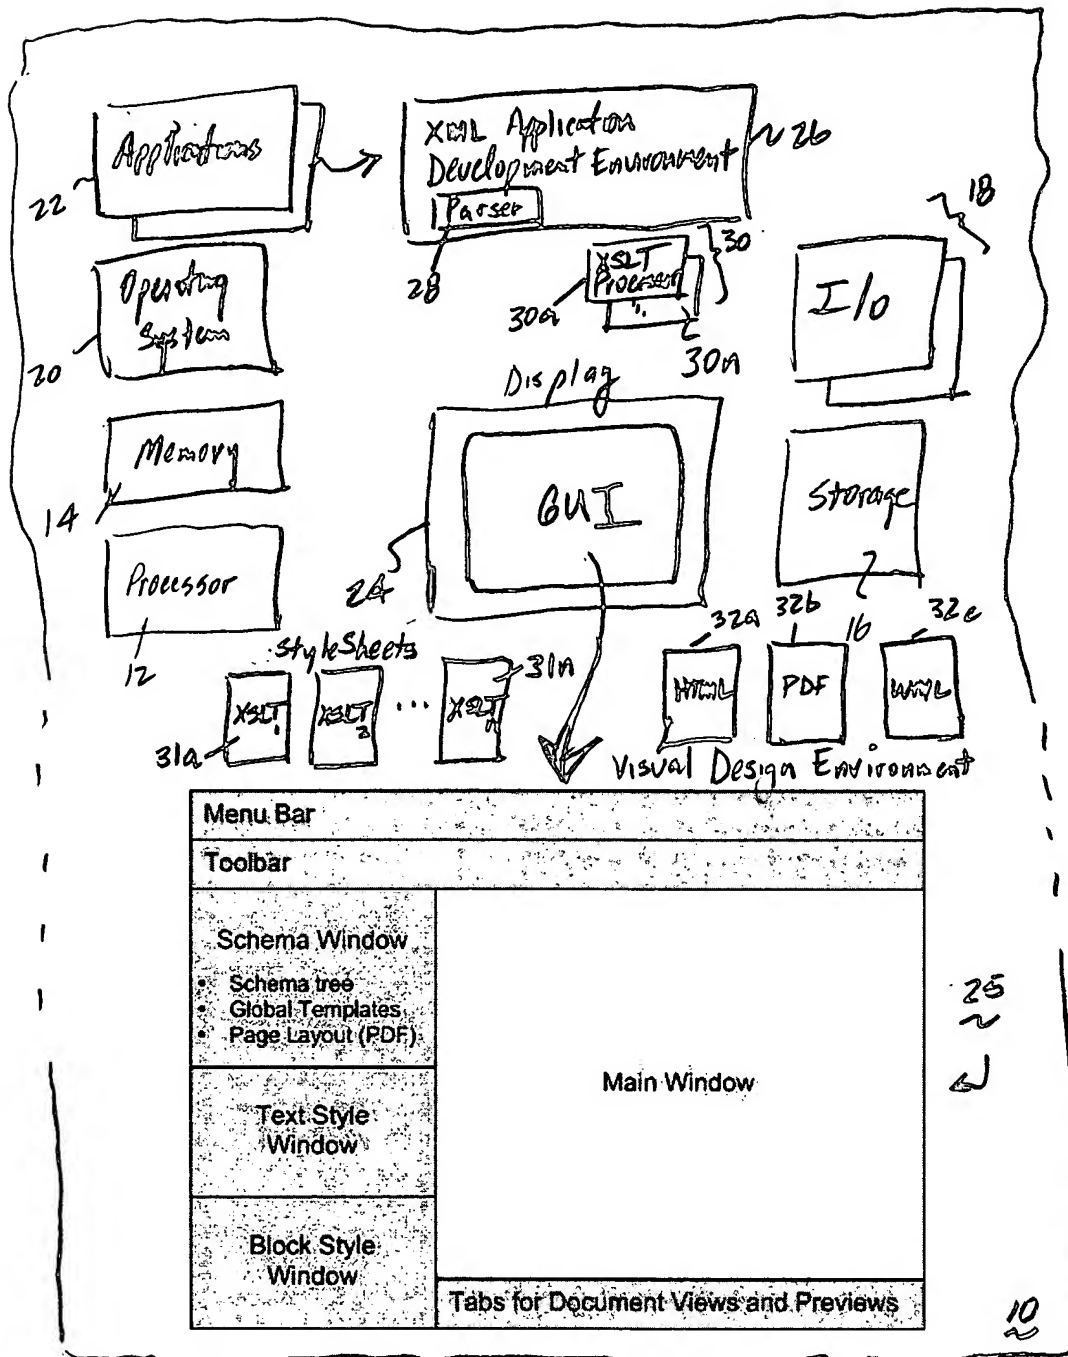 Applications
22
XML Application
Development Environment
Parser
26
28
XSLT
Processor
30
30a
30n
18
I/O
Operating
System
20
Display
Memory
14
GUI
24
Storage
16
Processor
12
StyleSheets
XSLT 1
XSLT 2
...
XSLT n
31a
31n
32a
32b
32c
HTML
PDF
WML
Visual Design Environment
Menu Bar
Toolbar
Schema Window
• Schema tree
• Global Templates
• Page Layout (PDF)
Text Style
Window
Block Style
Window
Main Window
Tabs for Document Views and Previews
25
10